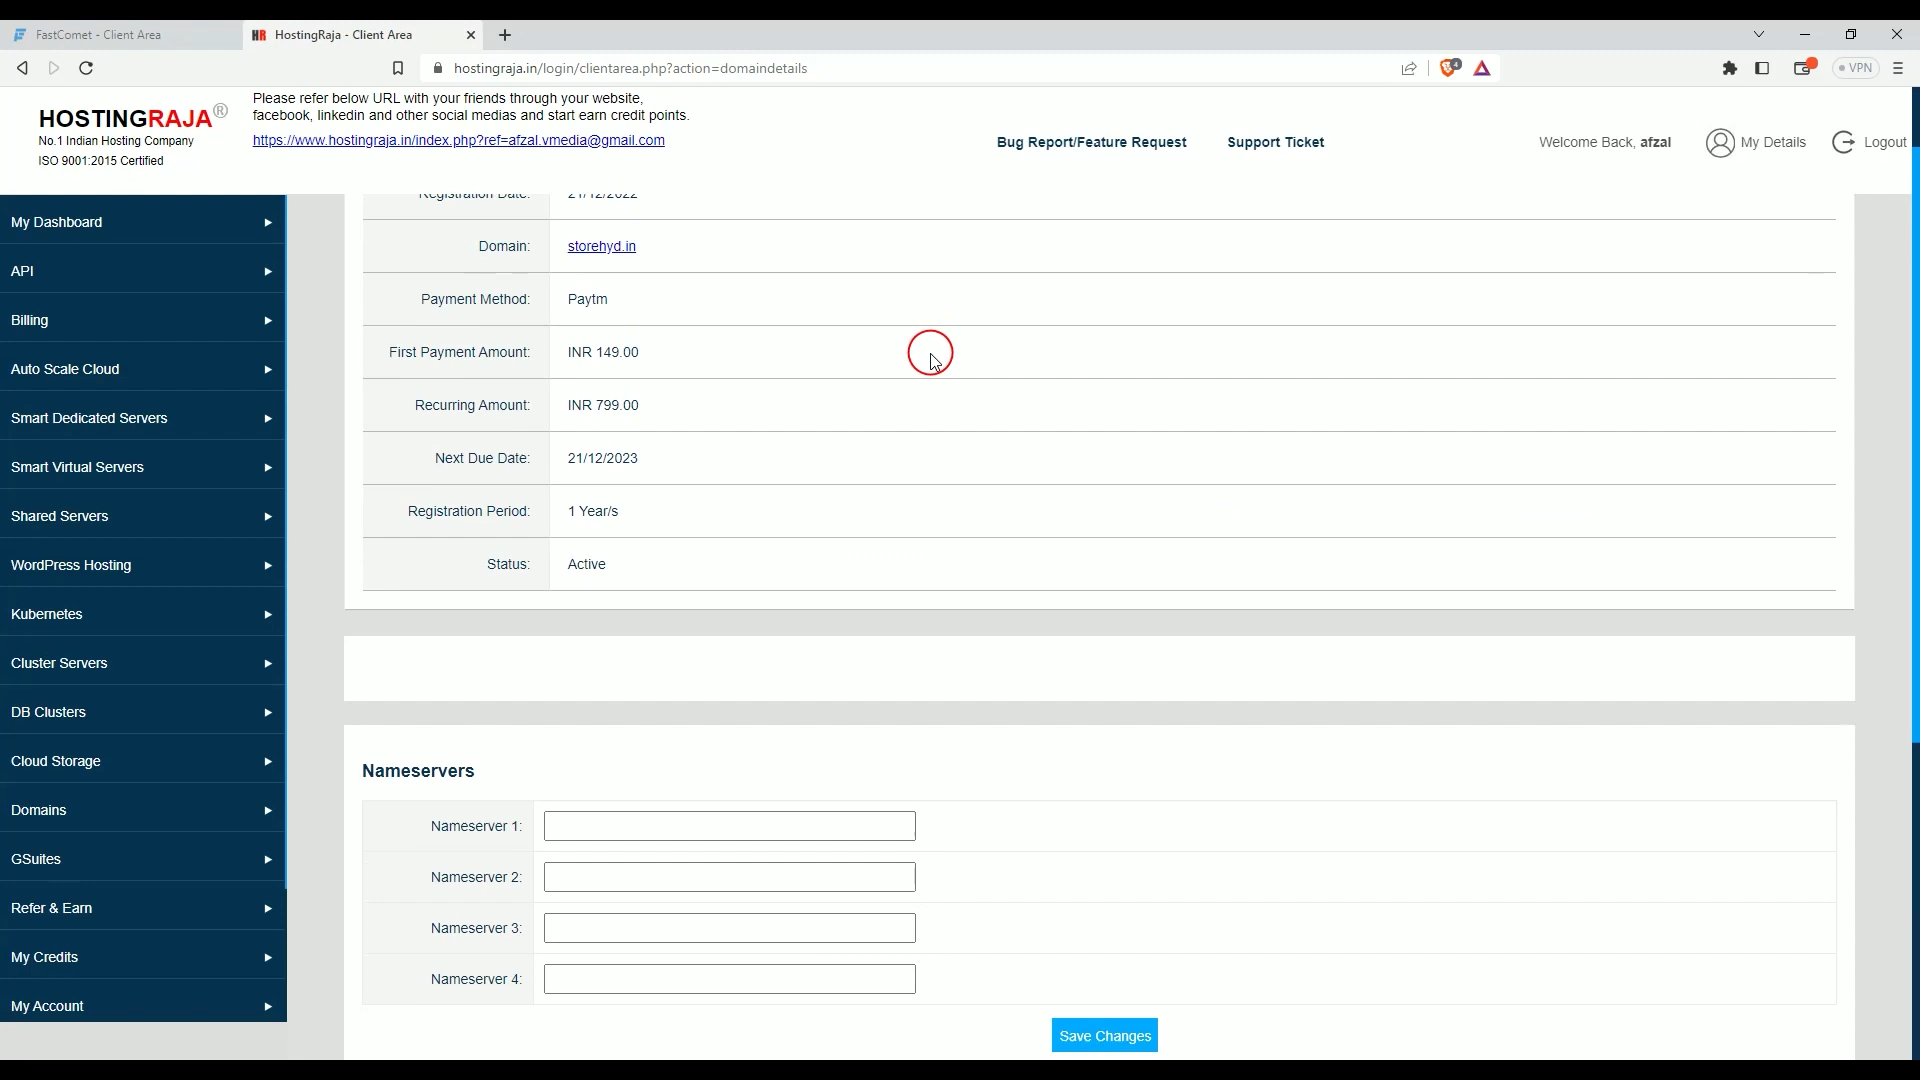 FastComet - Client Area
HR HostingRaja - Client Area
hostingraja.in/login/clientarea.php?action=domaindetails
4
VPN
HOSTINGRAJA®
No.1 Indian Hosting Company
ISO 9001:2015 Certified
Please refer below URL with your friends through your website,
facebook, linkedin and other social medias and start earn credit points.
https://www.hostingraja.in/index.php?ref=afzal.vmedia@gmail.com
Bug Report/Feature Request
Support Ticket
Welcome Back, afzal
My Details
Logout
My Dashboard
API
Billing
Auto Scale Cloud
Smart Dedicated Servers
Smart Virtual Servers
Shared Servers
WordPress Hosting
Kubernetes
Cluster Servers
DB Clusters
Cloud Storage
Domains
GSuites
Refer & Earn
My Credits
My Account
Registration Date: 21/12/2022
Domain: storehyd.in
Payment Method: Paytm
First Payment Amount: INR 149.00
Recurring Amount: INR 799.00
Next Due Date: 21/12/2023
Registration Period: 1 Year/s
Status: Active
Nameservers
Nameserver 1:
Nameserver 2:
Nameserver 3:
Nameserver 4:
Save Changes